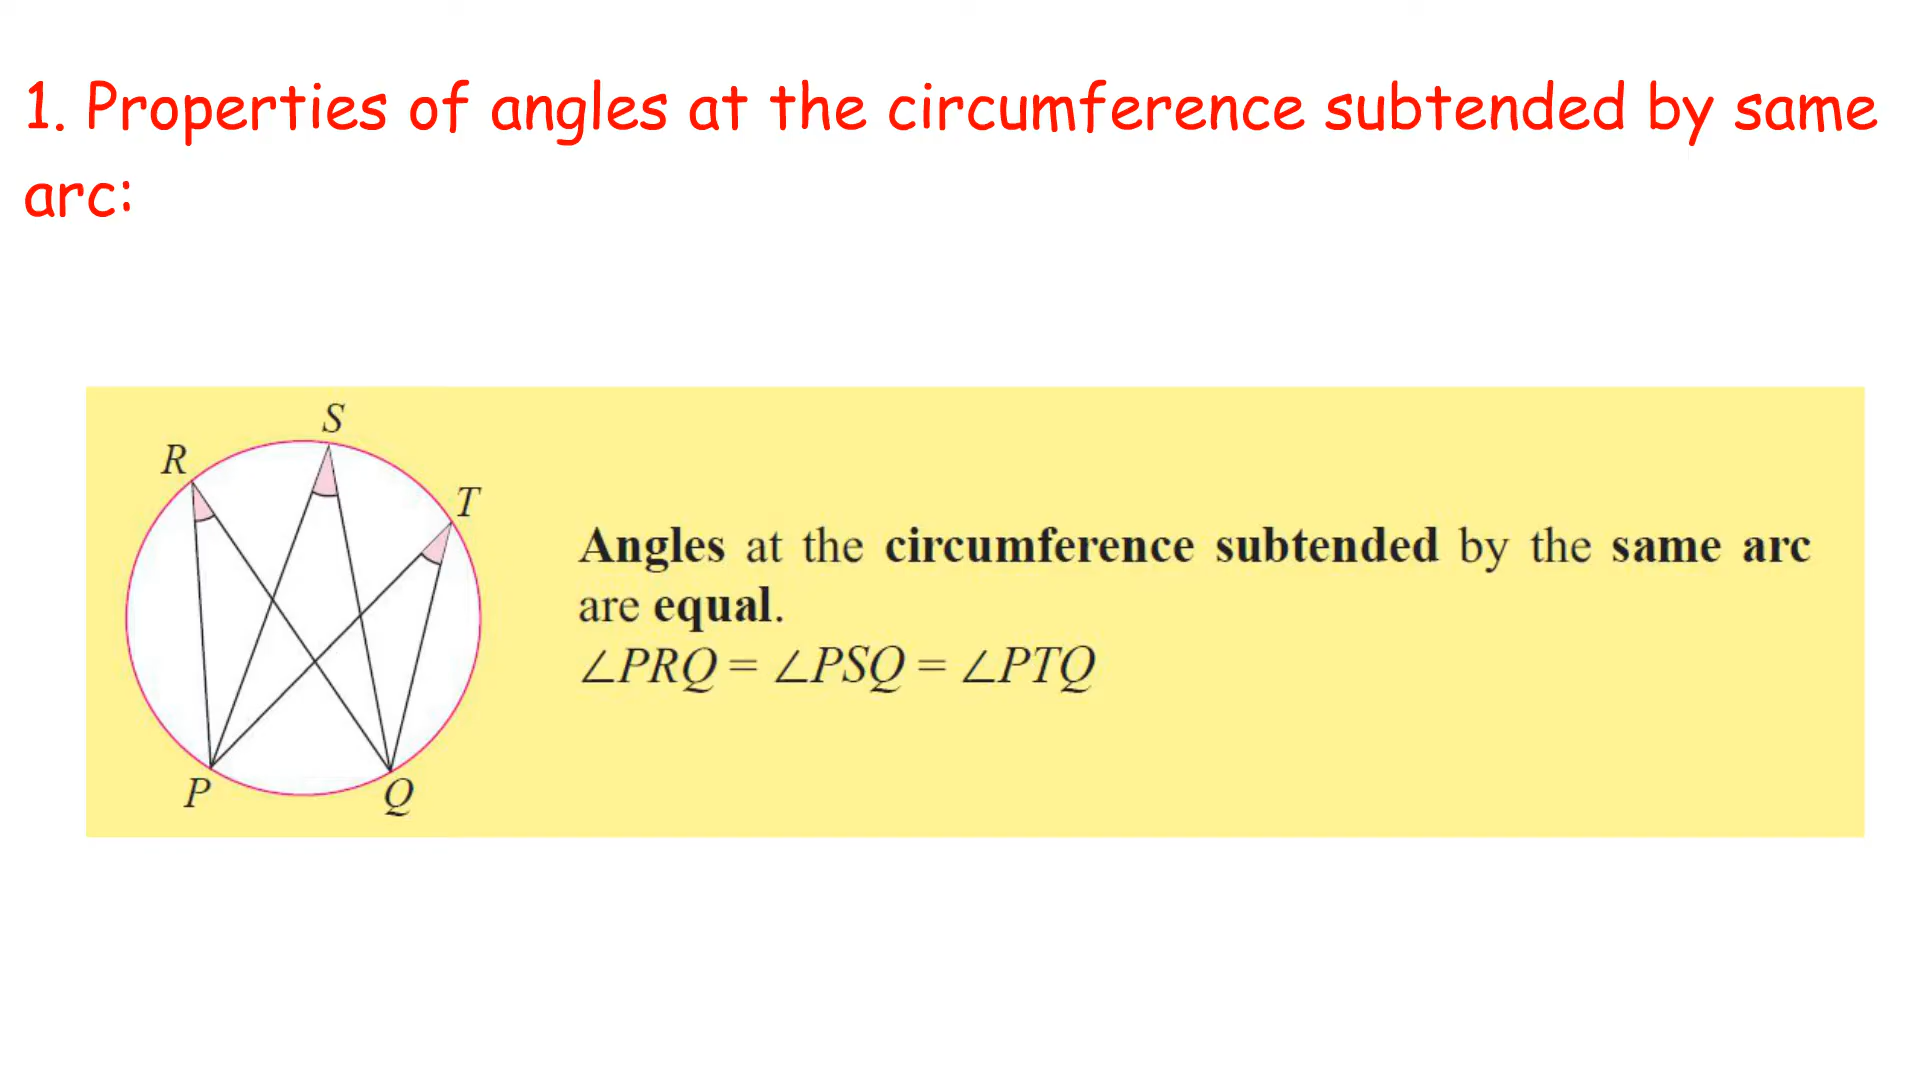 1. Properties of angles at the circumference subtended by same
arc:
S
R
T
Angles at the circumference subtended by the same arc
are equal.
∠PRQ = ∠PSQ = ∠PTQ
P
Q